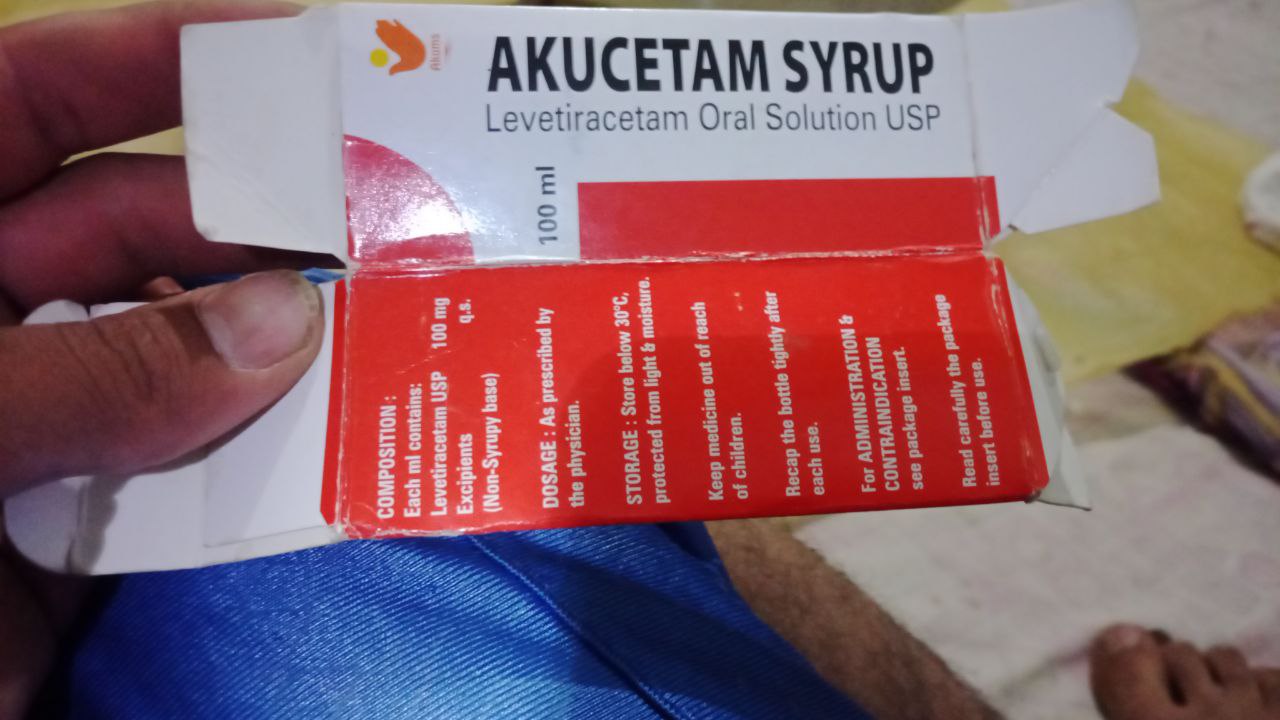 Akums
AKUCETAM SYRUP
Levetiracetam Oral Solution USP
100 ml
COMPOSITION :
Each ml contains:
Levetiracetam USP 100 mg
Excipients q.s.
(Non-Syrupy base)
DOSAGE : As prescribed by
the physician.
STORAGE : Store below 30°C,
protected from light & moisture.
Keep medicine out of reach
of children.
Recap the bottle tightly after
each use.
For ADMINISTRATION &
CONTRAINDICATION
see package insert.
Read carefully the package
insert before use.